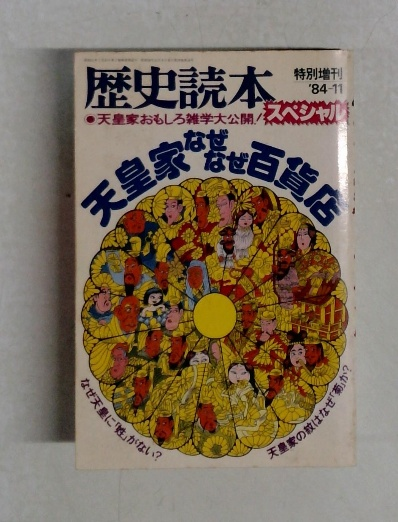 歴史読本
特別増刊
'84-11
スペシャル
●天皇家おもしろ雑学大公開!
天皇家なぜなぜ百貨店
なぜ天皇に「姓」がない?
天皇家の紋はなぜ「菊」か?